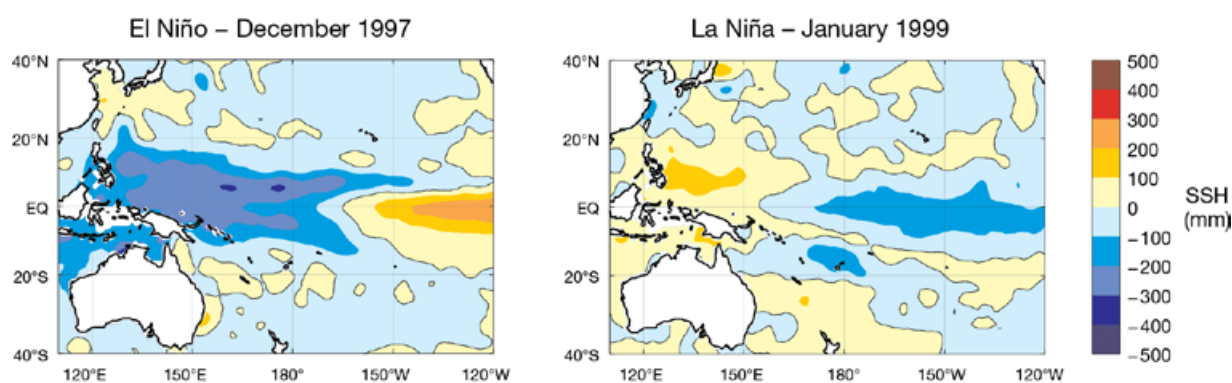 El Niño – December 1997
La Niña – January 1999
40°N
20°N
EQ
20°S
40°S
120°E
150°E
180°
150°W
120°W
40°N
20°N
EQ
20°S
40°S
120°E
150°E
180°
150°W
120°W
500
400
300
200
100
0
−100
−200
−300
−400
−500
SSH
(mm)